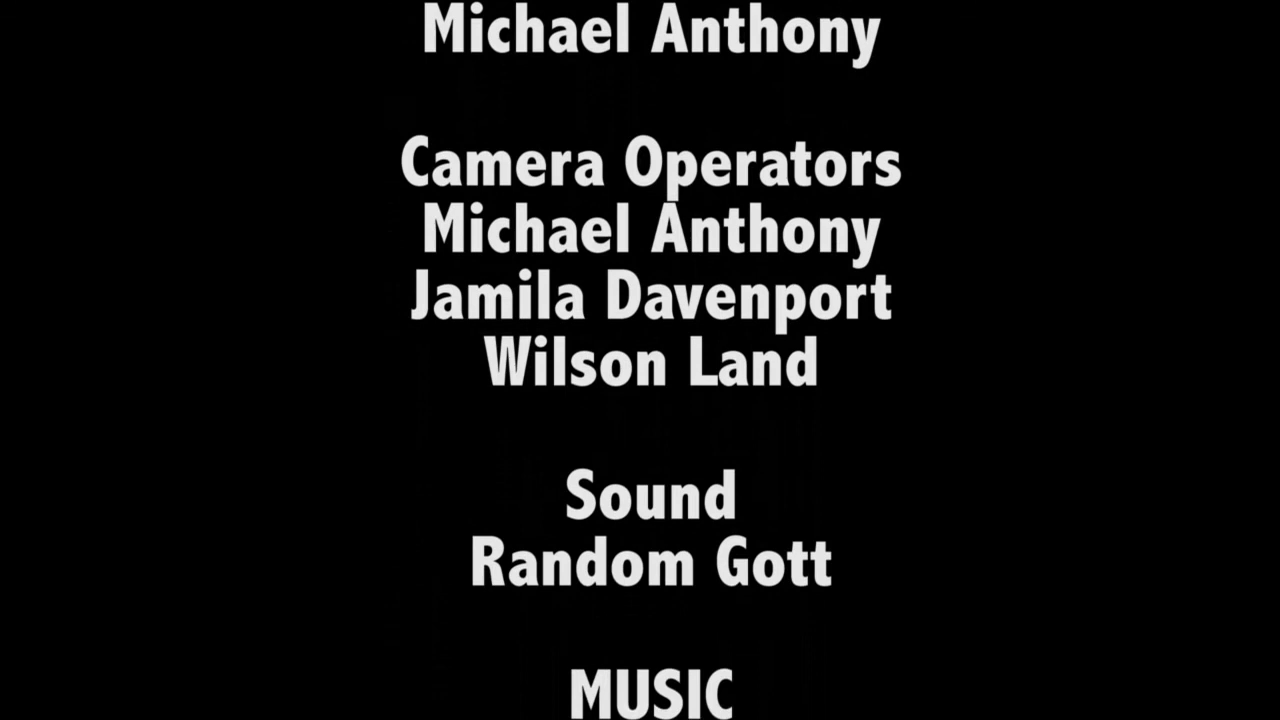 Michael Anthony
Camera Operators
Michael Anthony
Jamila Davenport
Wilson Land
Sound
Random Gott
MUSIC